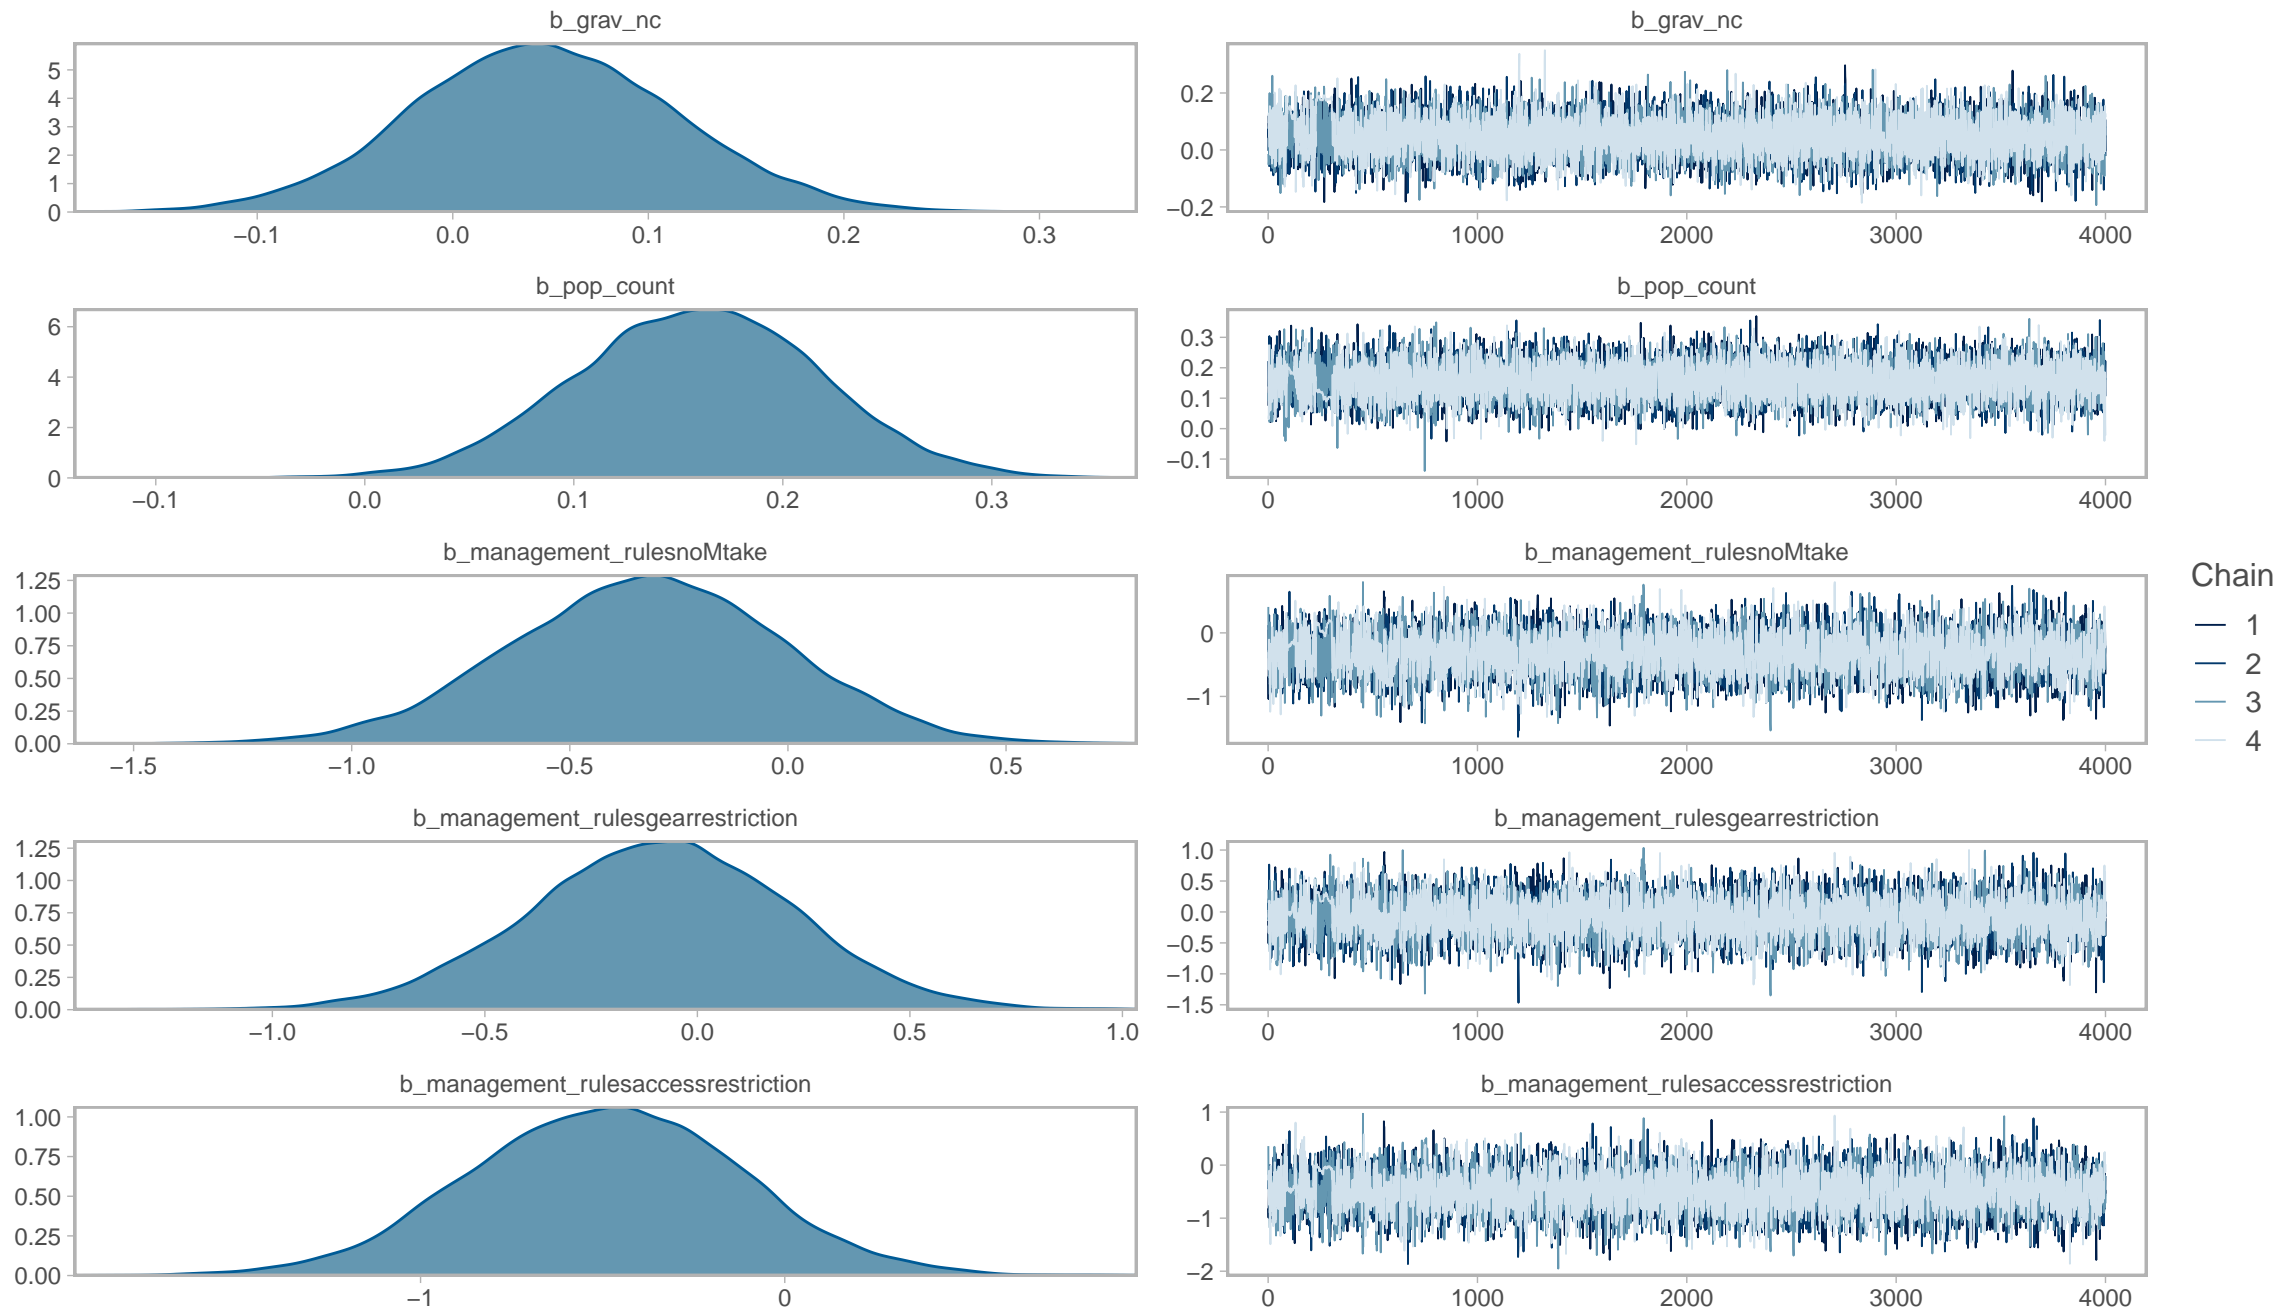 b_grav_nc
5
4
3
2
1
0
−0.1 0.0 0.1 0.2 0.3
b_grav_nc
0.2
0.0
−0.2
0 1000 2000 3000 4000
b_pop_count
6
4
2
0
−0.1 0.0 0.1 0.2 0.3
b_pop_count
0.3
0.2
0.1
0.0
−0.1
0 1000 2000 3000 4000
b_management_rulesnoMtake
1.25
1.00
0.75
0.50
0.25
0.00
−1.5 −1.0 −0.5 0.0 0.5
b_management_rulesnoMtake
0
−1
0 1000 2000 3000 4000
b_management_rulesgearrestriction
1.25
1.00
0.75
0.50
0.25
0.00
−1.0 −0.5 0.0 0.5 1.0
b_management_rulesgearrestriction
1.0
0.5
0.0
−0.5
−1.0
−1.5
0 1000 2000 3000 4000
b_management_rulesaccessrestriction
1.00
0.75
0.50
0.25
0.00
−1 0
b_management_rulesaccessrestriction
1
0
−1
−2
0 1000 2000 3000 4000
Chain
1
2
3
4